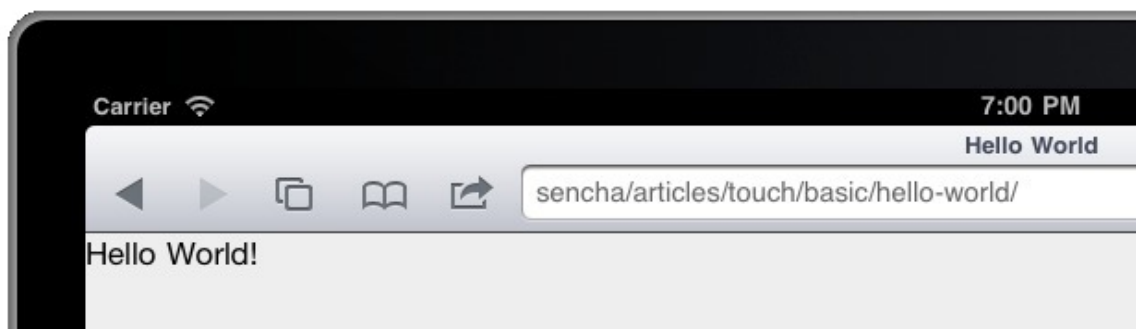 Carrier 7:00 PM
Hello World
sencha/articles/touch/basic/hello-world/
Hello World!